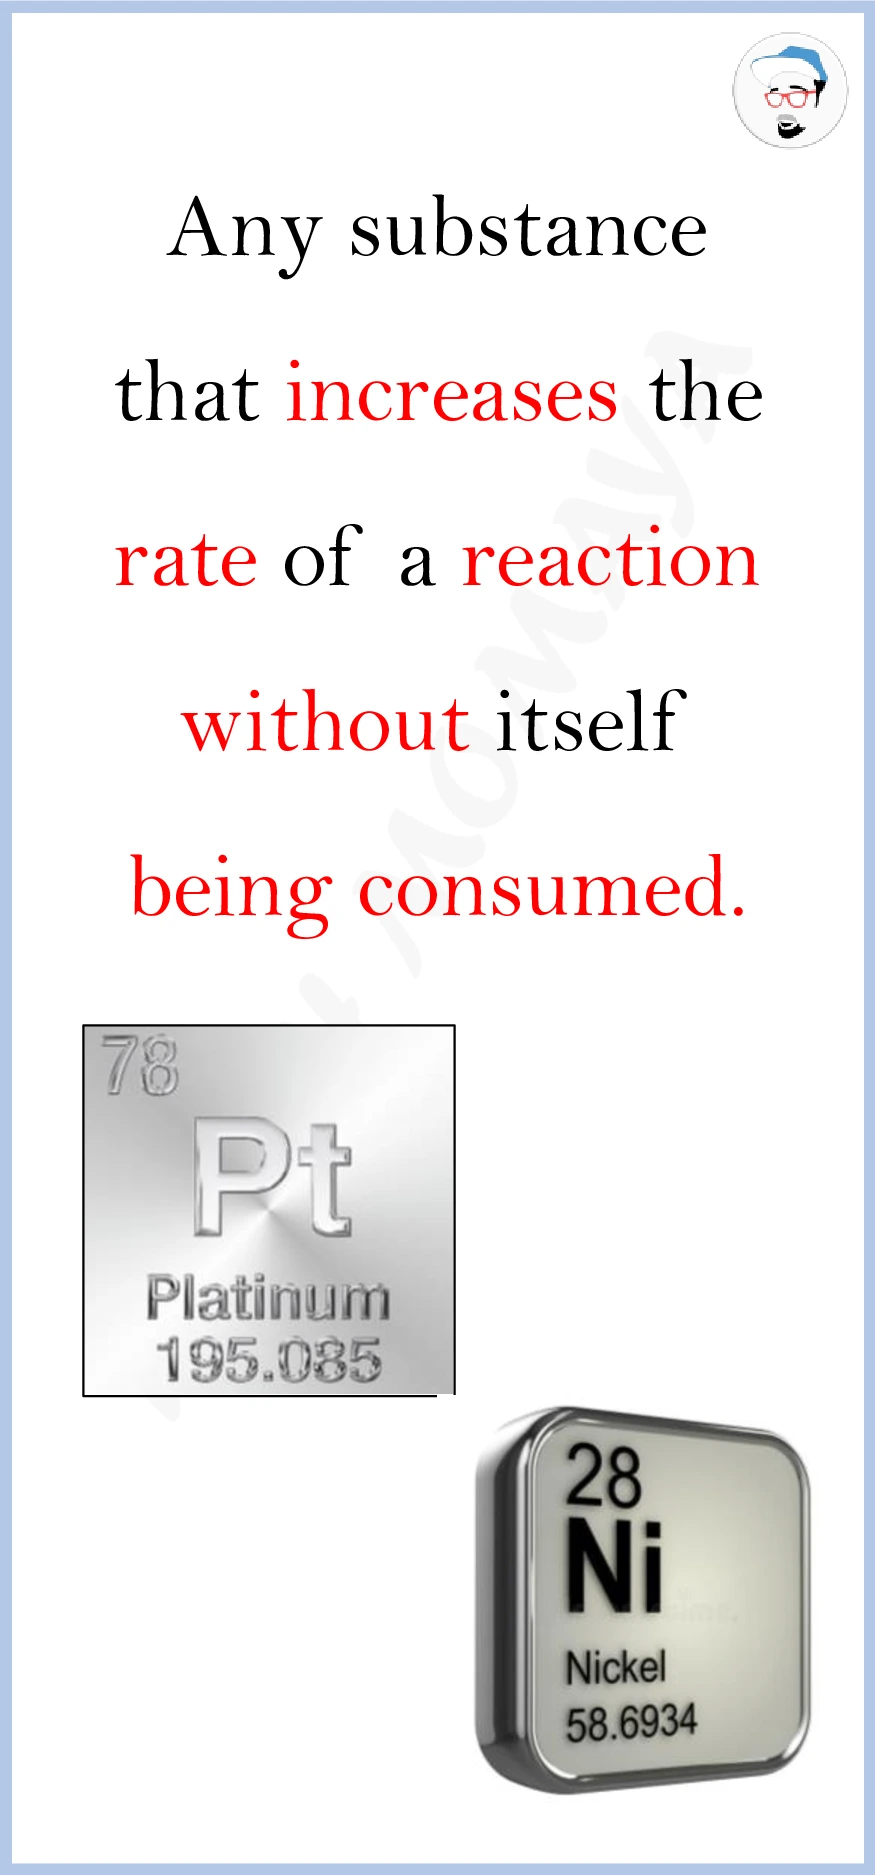 Any substance
that increases the
rate of a reaction
without itself
being consumed.
78
Pt
Platinum
195.085
28
Ni
Nickel
58.6934